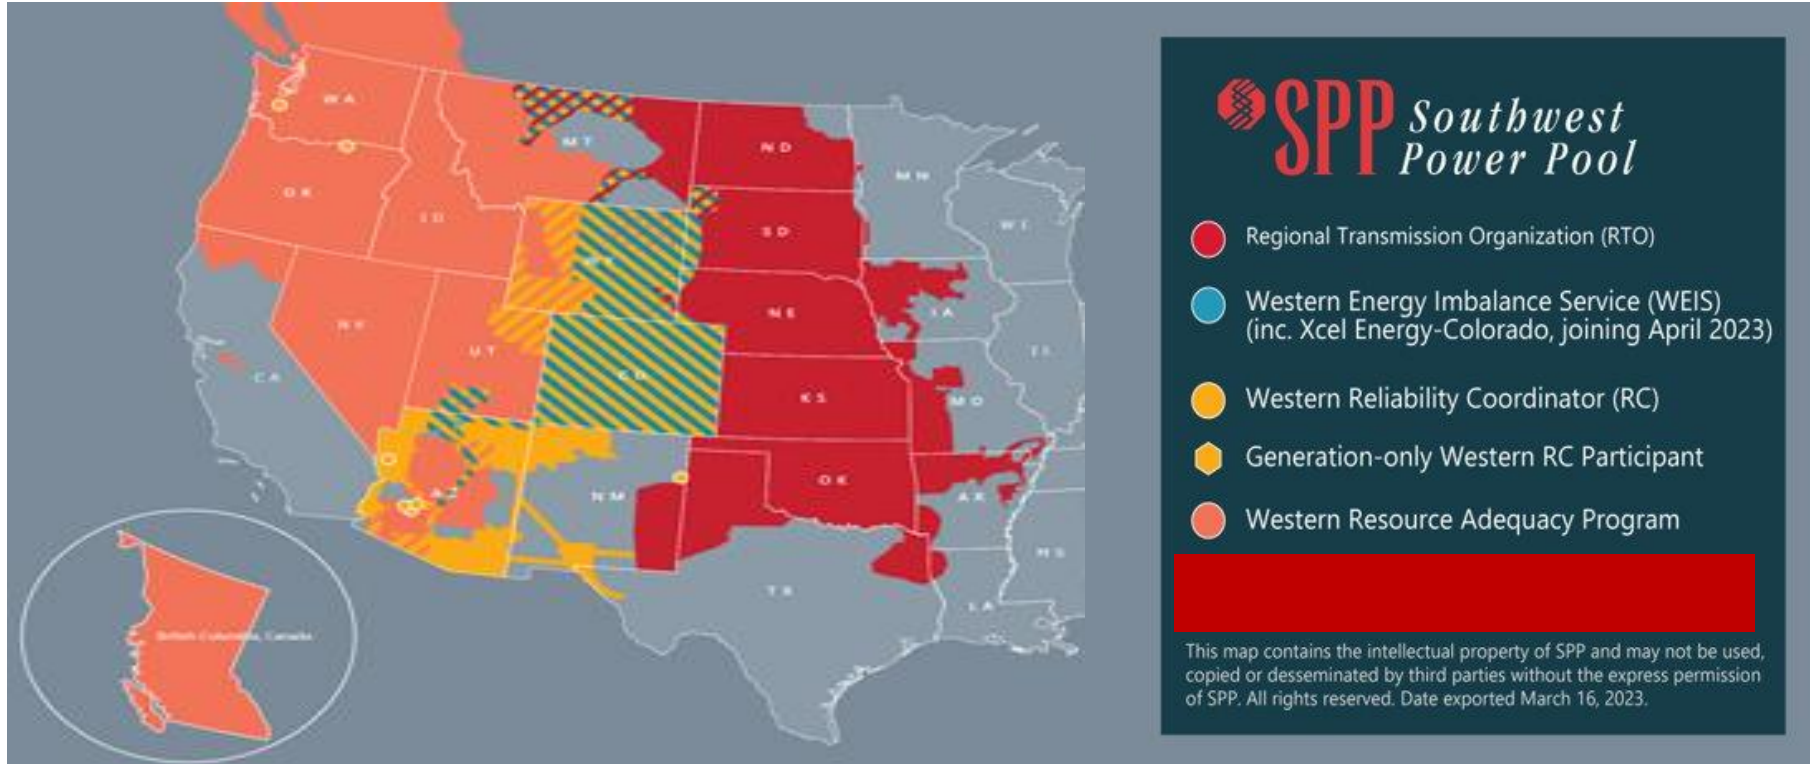 WA
MT
ND
MN
OR
ID
SD
WI
WY
NE
IA
NV
UT
IL
CA
CO
KS
MO
AZ
NM
OK
AR
MS
TX
LA
British Columbia, Canada
SPP Southwest
Power Pool
Regional Transmission Organization (RTO)
Western Energy Imbalance Service (WEIS)
(inc. Xcel Energy-Colorado, joining April 2023)
Western Reliability Coordinator (RC)
Generation-only Western RC Participant
Western Resource Adequacy Program
This map contains the intellectual property of SPP and may not be used,
copied or desseminated by third parties without the express permission
of SPP. All rights reserved. Date exported March 16, 2023.